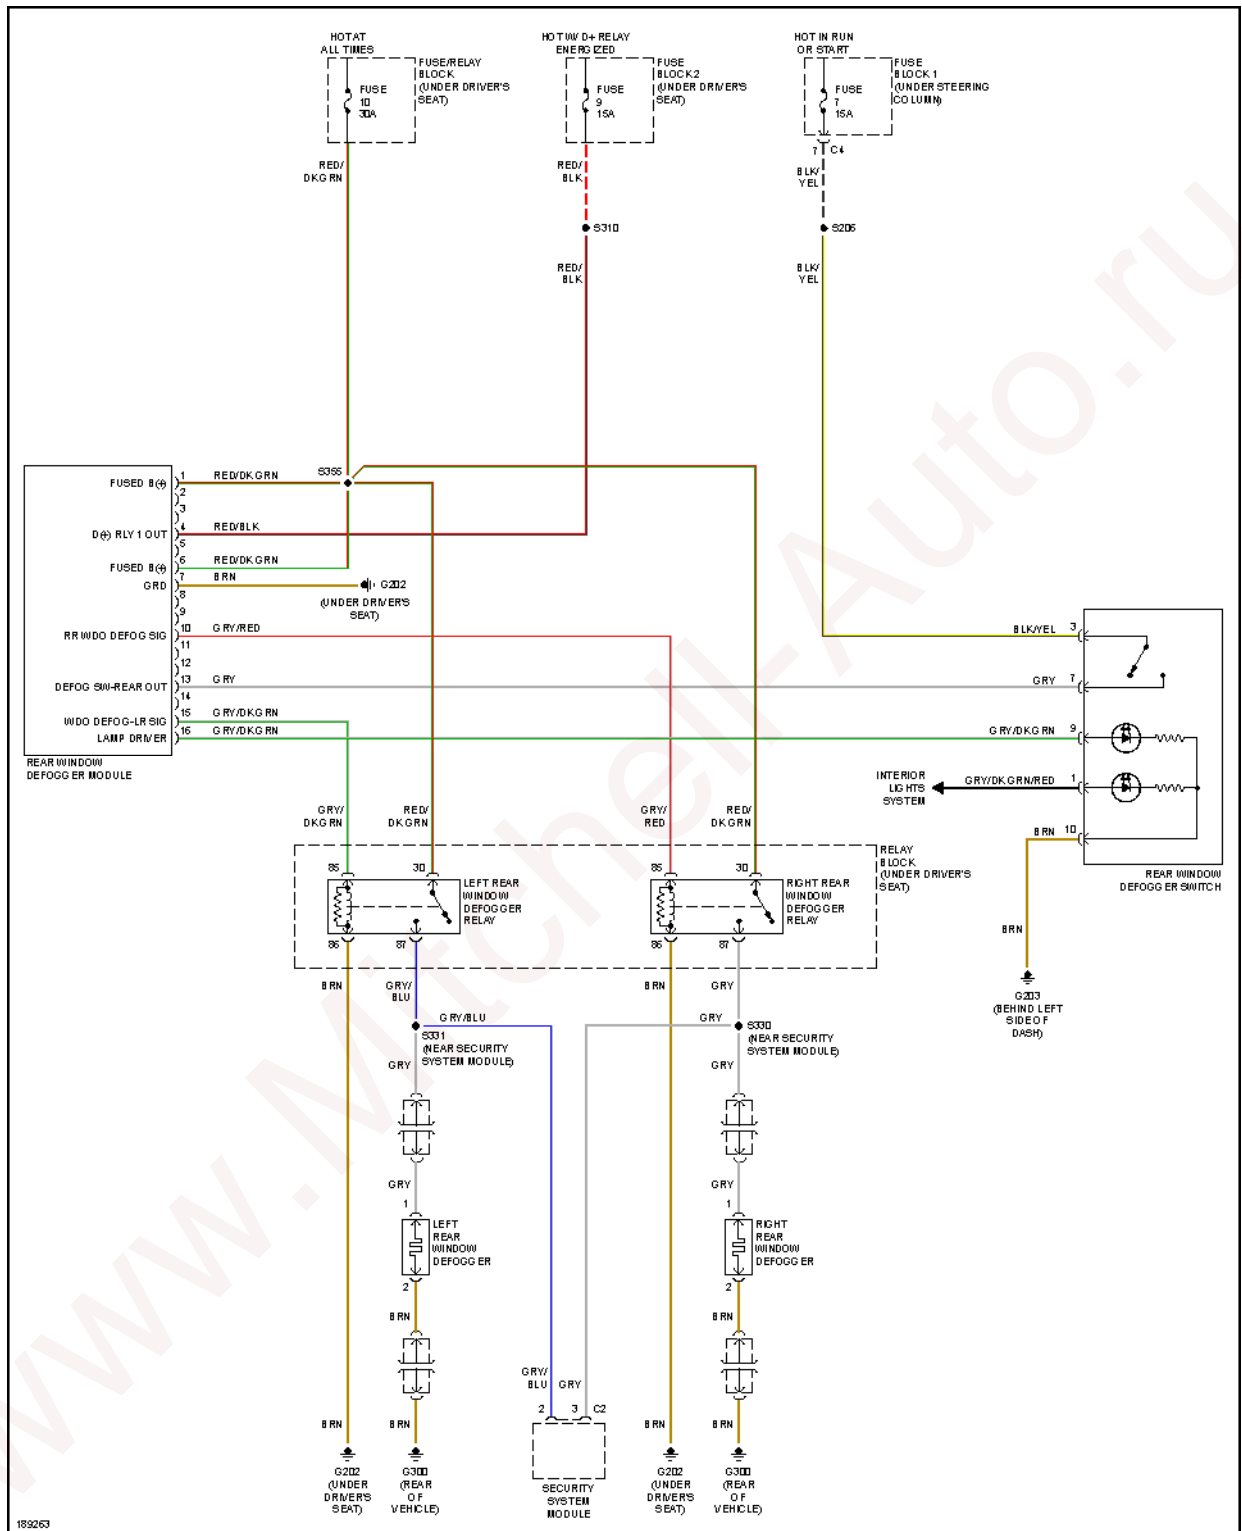 HOT AT
ALL TIMES
FUSE/RELAY
BLOCK
(UNDER DRIVER'S
SEAT)
FUSE
10
30A
HOT W/ D+ RELAY
ENERGIZED
FUSE
BLOCK 2
(UNDER DRIVER'S
SEAT)
FUSE
9
15A
HOT IN RUN
OR START
FUSE
BLOCK 1
(UNDER STEERING
COLUMN)
FUSE
7
15A
7 C4
RED/
DKGRN
RED/
BLK
BLK/
YEL
S310
S206
RED/
BLK
BLK/
YEL
S355
FUSED B(+) 1 RED/DKGRN
2
3
D(+) RLY 1 OUT 4 RED/BLK
5
FUSED B(+) 6 RED/DKGRN
GRD 7 BRN
G202
(UNDER DRIVER'S
SEAT)
8
9
RR WDO DEFOG SIG 10 GRY/RED
11
12
DEFOG SW-REAR OUT 13 GRY
14
WDO DEFOG-LR SIG 15 GRY/DKGRN
LAMP DRIVER 16 GRY/DKGRN
REAR WINDOW
DEFOGGER MODULE
BLK/YEL 3
GRY 7
GRY/DKGRN 9
INTERIOR
LIGHTS
SYSTEM
GRY/DKGRN/RED 1
BRN 10
REAR WINDOW
DEFOGGER SWITCH
BRN
G203
(BEHIND LEFT
SIDE OF
DASH)
GRY/
DKGRN
RED/
DKGRN
GRY/
RED
RED/
DKGRN
RELAY
BLOCK
(UNDER DRIVER'S
SEAT)
85 30
LEFT REAR
WINDOW
DEFOGGER
RELAY
86 87
85 30
RIGHT REAR
WINDOW
DEFOGGER
RELAY
86 87
BRN
GRY/
BLU
BRN
GRY
GRY/BLU
GRY
S331
(NEAR SECURITY
SYSTEM MODULE)
S330
(NEAR SECURITY
SYSTEM MODULE)
GRY
GRY
GRY
GRY
1
LEFT
REAR
WINDOW
DEFOGGER
2
1
RIGHT
REAR
WINDOW
DEFOGGER
2
BRN
BRN
GRY/
BLU
GRY
2 3 C2
SECURITY
SYSTEM
MODULE
BRN
BRN
BRN
BRN
G202
(UNDER
DRIVER'S
SEAT)
G300
(REAR
OF
VEHICLE)
G202
(UNDER
DRIVER'S
SEAT)
G300
(REAR
OF
VEHICLE)
189263
www.Mitchell-Auto.ru